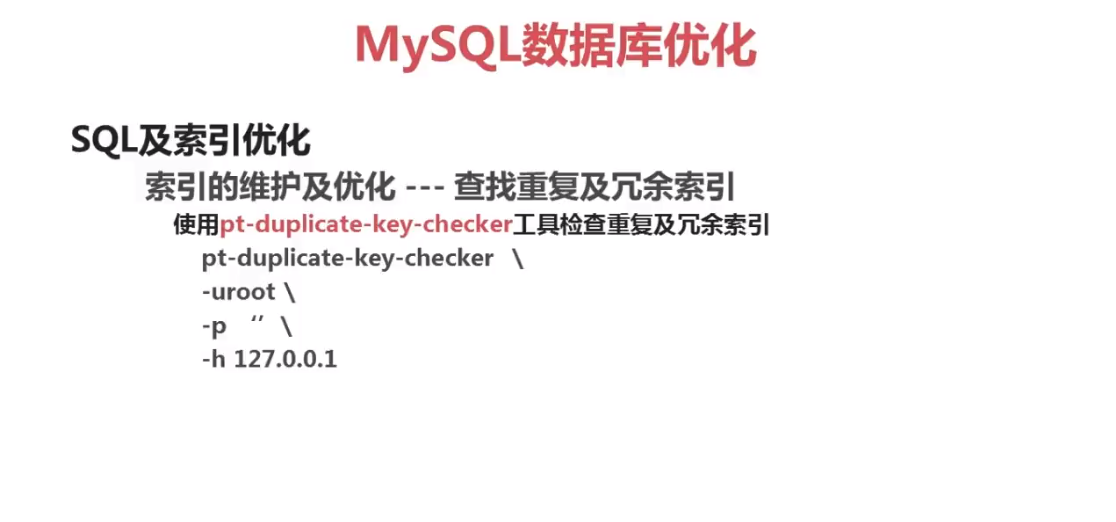 MySQL数据库优化
SQL及索引优化
索引的维护及优化 --- 查找重复及冗余索引
使用pt-duplicate-key-checker工具检查重复及冗余索引
pt-duplicate-key-checker \
-uroot \
-p ‘’ \
-h 127.0.0.1